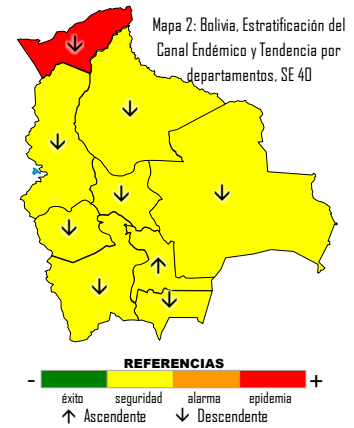 Mapa 2: Bolivia, Estratificación del
Canal Endémico y Tendencia por
departamentos, SE 40
REFERENCIAS
- +
éxito seguridad alarma epidemia
↑ Ascendente ↓ Descendente